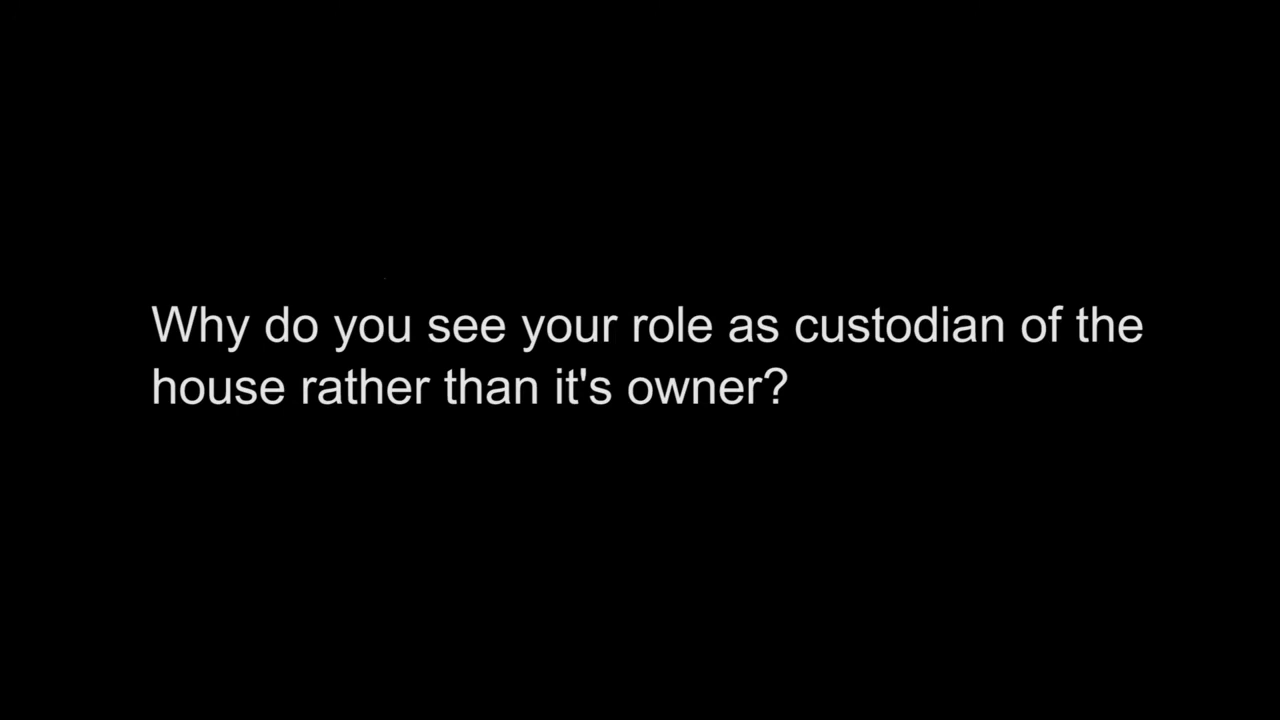 Why do you see your role as custodian of the
house rather than it's owner?